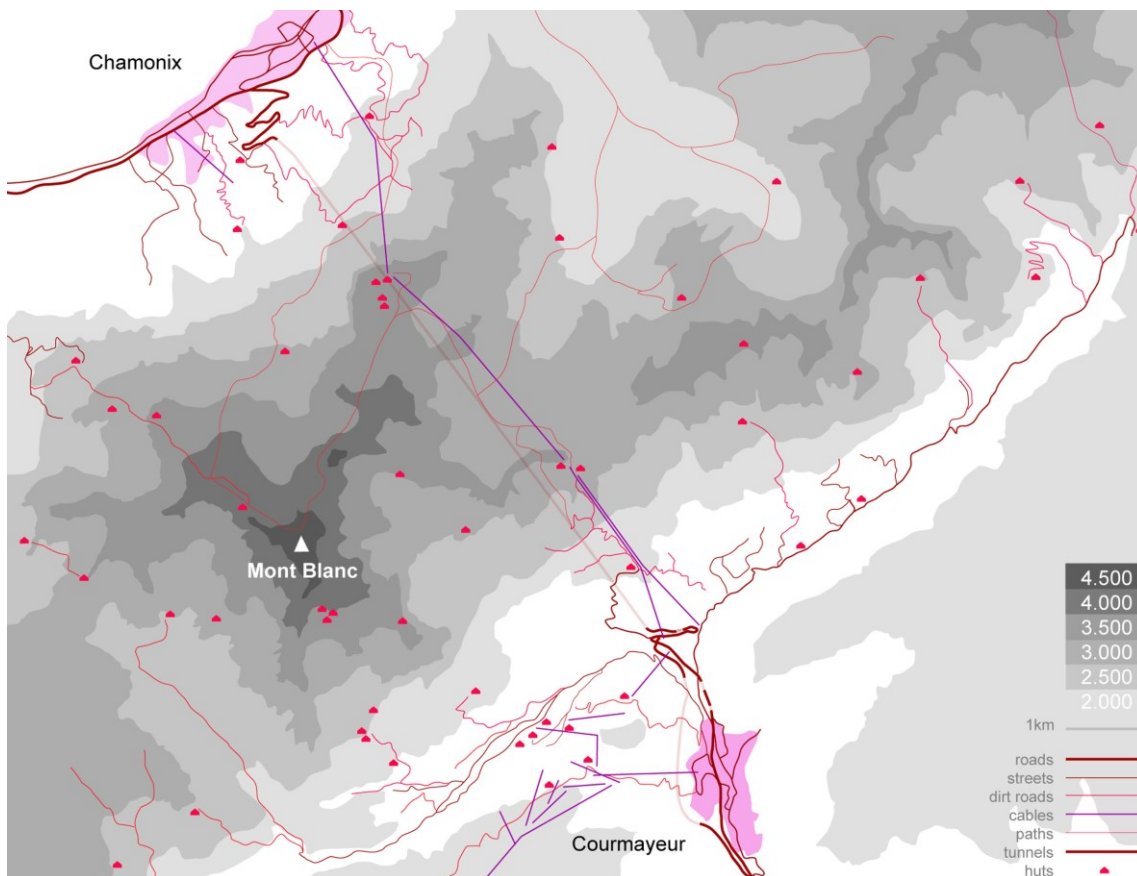 Chamonix
Mont Blanc
4.500
4.000
3.500
3.000
2.500
2.000
1km
roads
streets
dirt roads
cables
paths
tunnels
huts
Courmayeur